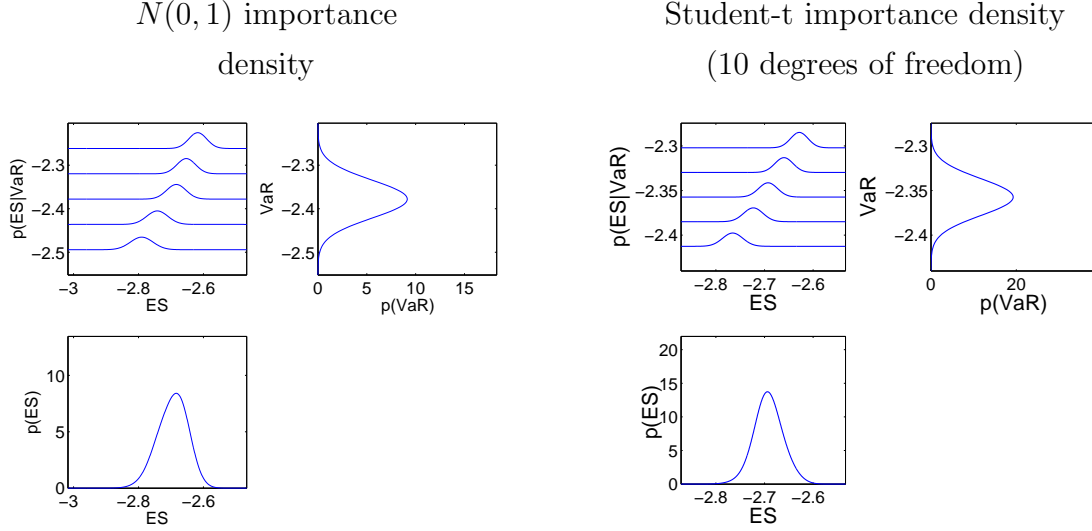 N(0, 1) importance
density
Student-t importance density
(10 degrees of freedom)
p(ES|VaR)
−2.3
−2.4
−2.5
−3
−2.8
−2.6
ES
VaR
−2.3
−2.4
−2.5
0
5
10
15
p(VaR)
p(ES|VaR)
−2.3
−2.35
−2.4
−2.8
−2.7
−2.6
ES
VaR
−2.3
−2.35
−2.4
0
20
p(VaR)
p(ES)
10
5
0
−3
−2.8
−2.6
ES
p(ES)
20
15
10
5
0
−2.8
−2.7
−2.6
ES